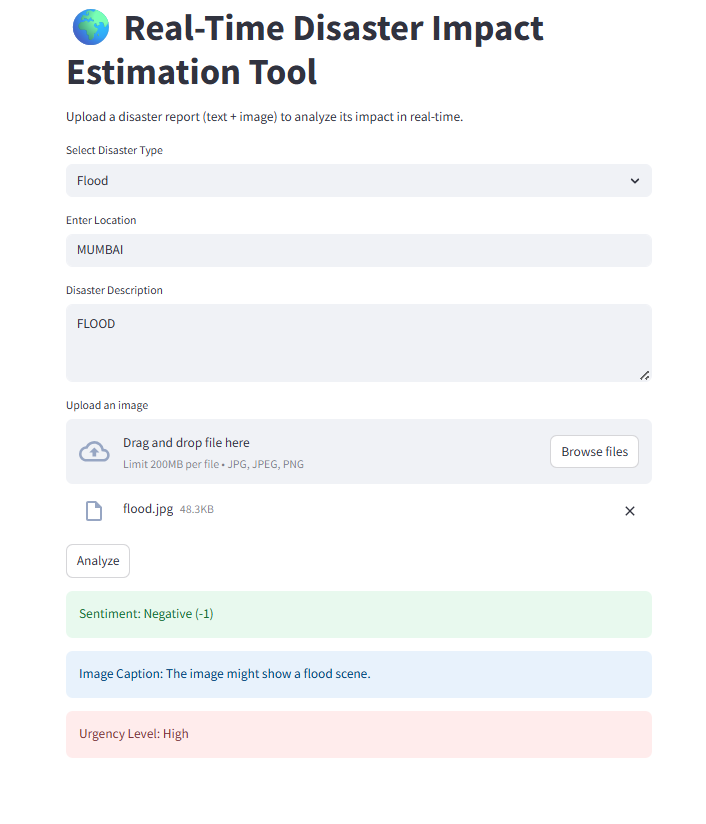 Real-Time Disaster Impact
Estimation Tool
Upload a disaster report (text + image) to analyze its impact in real-time.
Select Disaster Type
Flood
Enter Location
MUMBAI
Disaster Description
FLOOD
Upload an image
Drag and drop file here
Limit 200MB per file • JPG, JPEG, PNG
Browse files
flood.jpg 48.3KB
Analyze
Sentiment: Negative (-1)
Image Caption: The image might show a flood scene.
Urgency Level: High